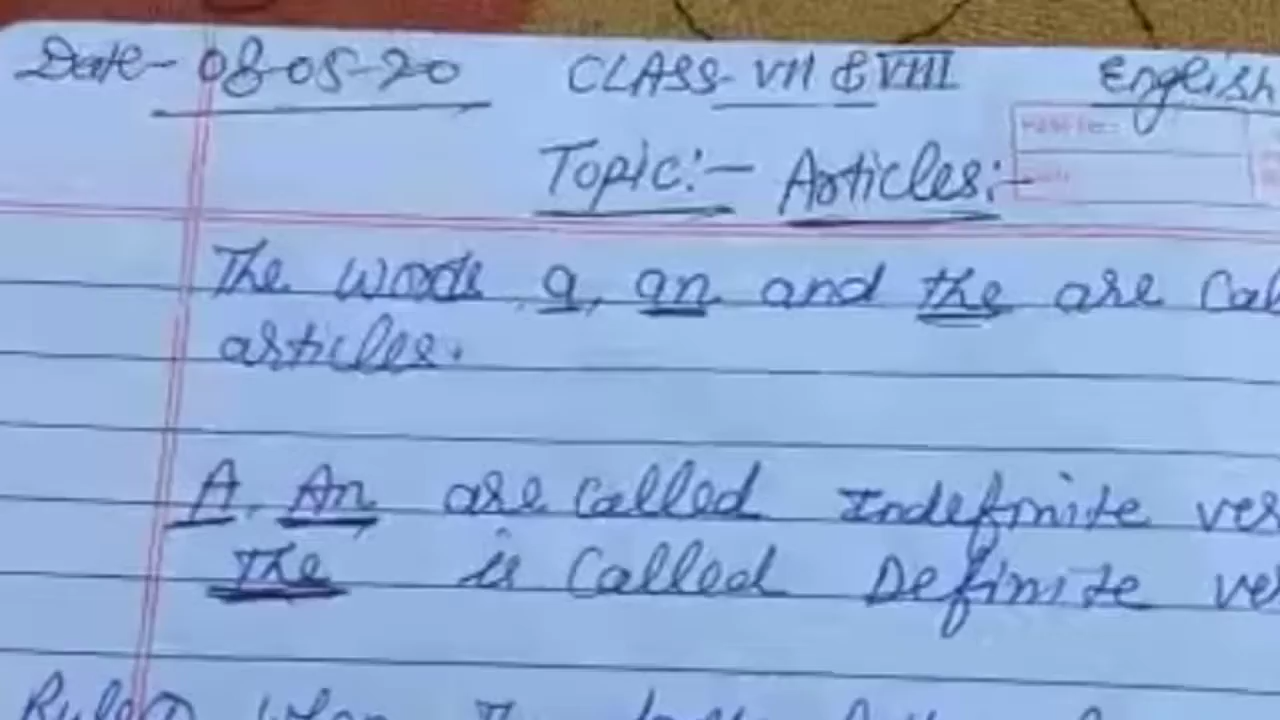 Date- 08-05-20 CLASS- VII & VIII English
Topic:- Articles:-
The words a, an and the are Cal
articles.
A, An are Called Indefinite ver
The is Called Definite ve